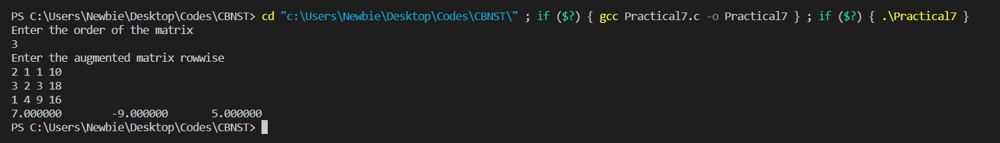 PS C:\Users\Newbie\Desktop\Codes\CBNST> cd "c:\Users\Newbie\Desktop\Codes\CBNST\" ; if ($?) { gcc Practical7.c -o Practical7 } ; if ($?) { .\Practical7 }
Enter the order of the matrix
3
Enter the augmented matrix rowwise
2 1 1 10
3 2 3 18
1 4 9 16
7.000000        -9.000000       5.000000
PS C:\Users\Newbie\Desktop\Codes\CBNST>